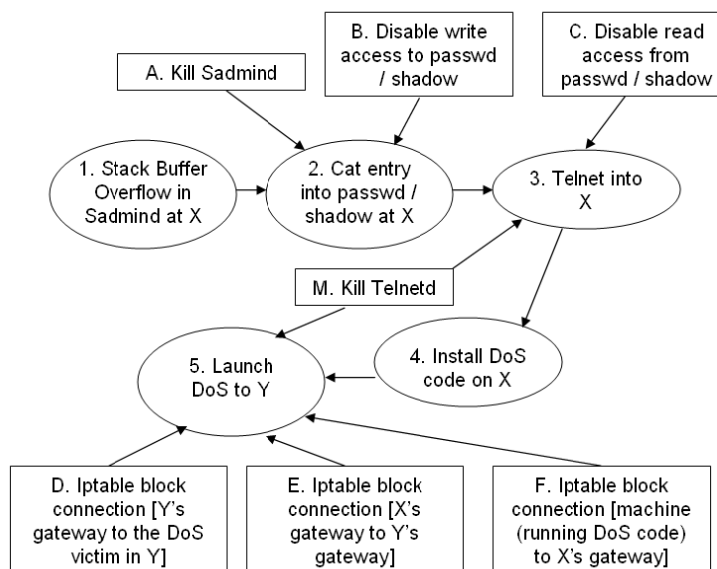 B. Disable write
access to passwd
/ shadow
C. Disable read
access from
passwd / shadow
A. Kill Sadmind
1. Stack Buffer
Overflow in
Sadmind at X
2. Cat entry
into passwd /
shadow at X
3. Telnet into
X
M. Kill Telnetd
5. Launch
DoS to Y
4. Install DoS
code on X
D. Iptable block
connection [Y's
gateway to the DoS
victim in Y]
E. Iptable block
connection [X's
gateway to Y's
gateway]
F. Iptable block
connection [machine
(running DoS code)
to X's gateway]